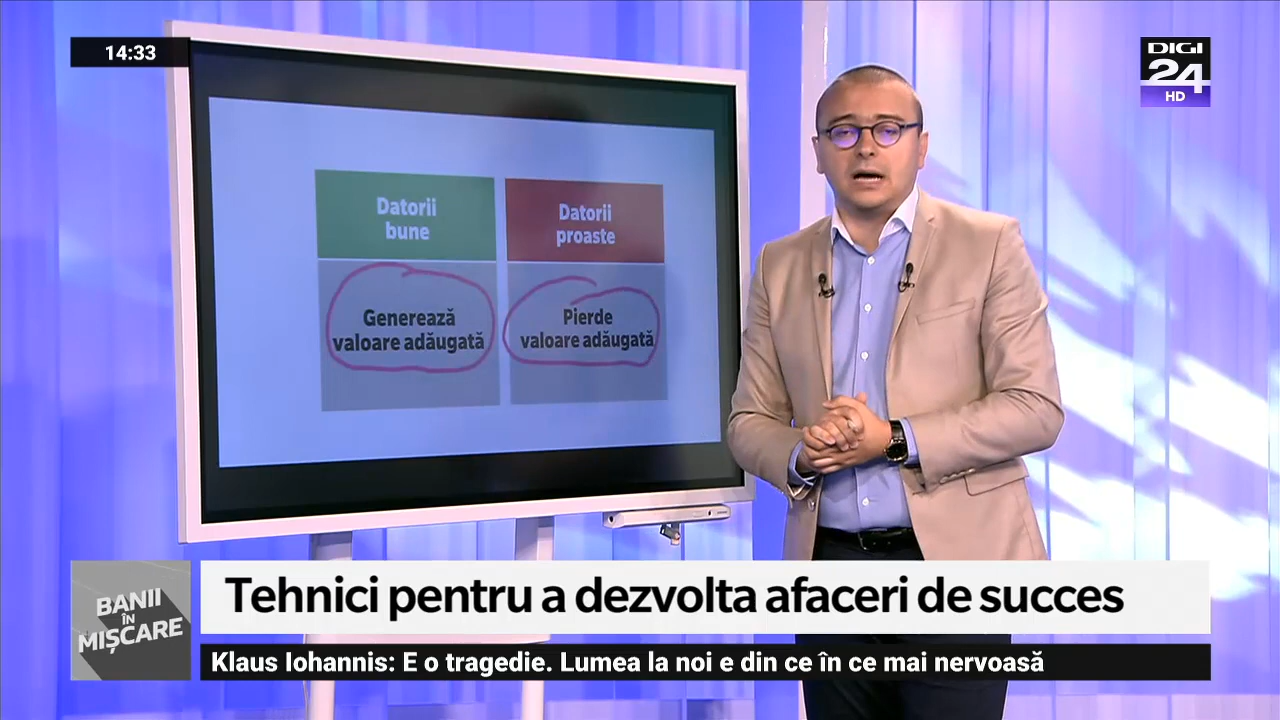 14:33
DIGI
24
HD
Datorii
bune
Datorii
proaste
Generează
valoare adăugată
Pierde
valoare adăugată
BANII
ÎN
MIȘCARE
Tehnici pentru a dezvolta afaceri de succes
Klaus Iohannis: E o tragedie. Lumea la noi e din ce în ce mai nervoasă